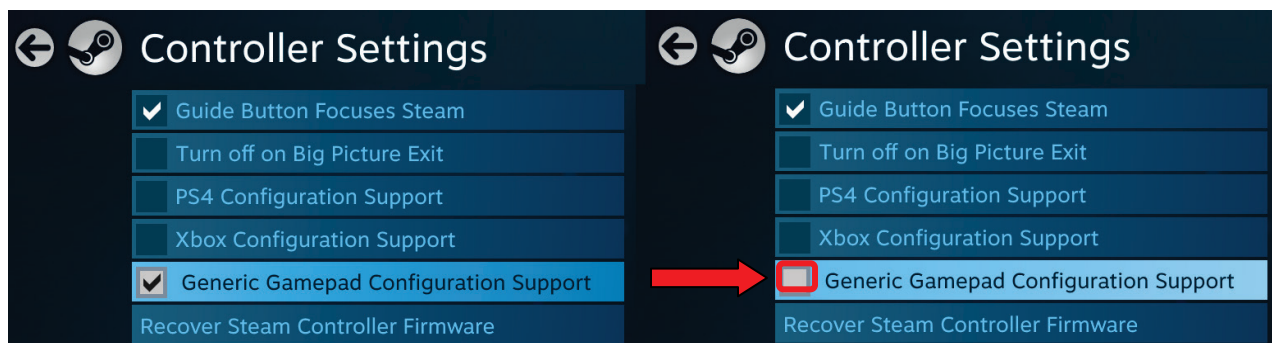 Controller Settings
Guide Button Focuses Steam
Turn off on Big Picture Exit
PS4 Configuration Support
Xbox Configuration Support
Generic Gamepad Configuration Support
Recover Steam Controller Firmware
Controller Settings
Guide Button Focuses Steam
Turn off on Big Picture Exit
PS4 Configuration Support
Xbox Configuration Support
Generic Gamepad Configuration Support
Recover Steam Controller Firmware